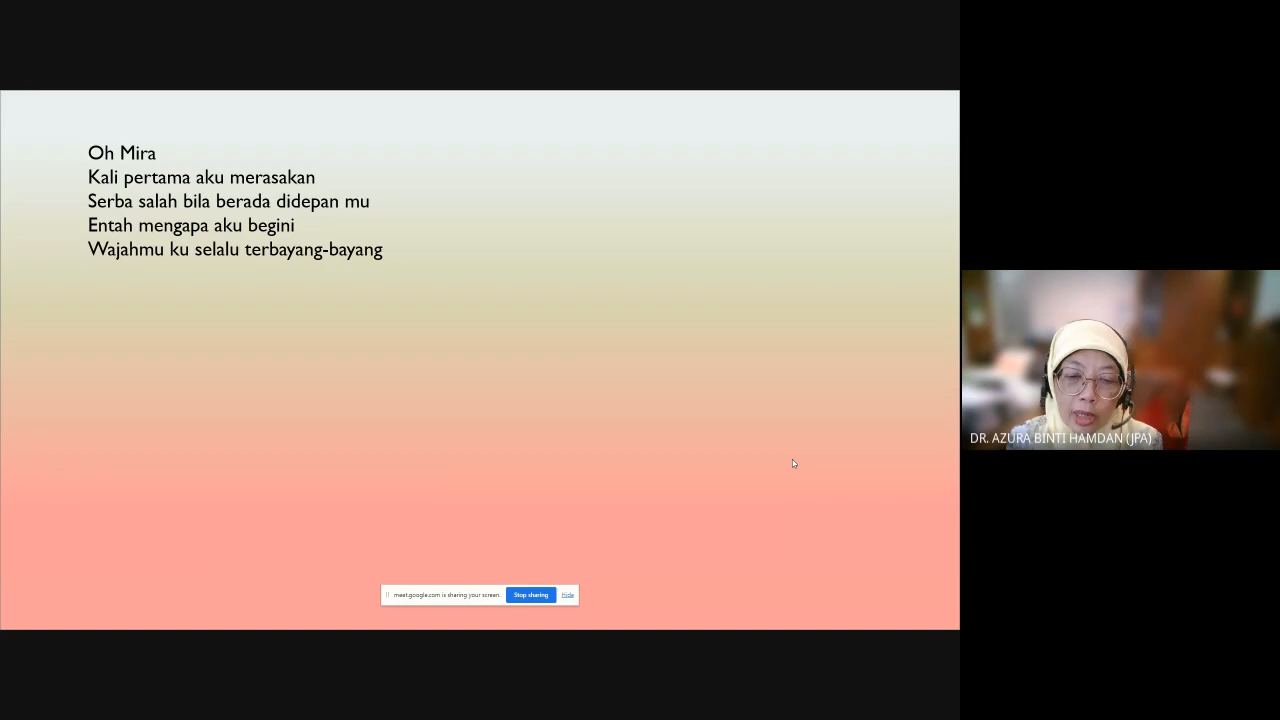 Oh Mira
Kali pertama aku merasakan
Serba salah bila berada didepan mu
Entah mengapa aku begini
Wajahmu ku selalu terbayang-bayang
meet.google.com is sharing your screen.
Stop sharing
Hide
DR. AZURA BINTI HAMDAN (JPA)